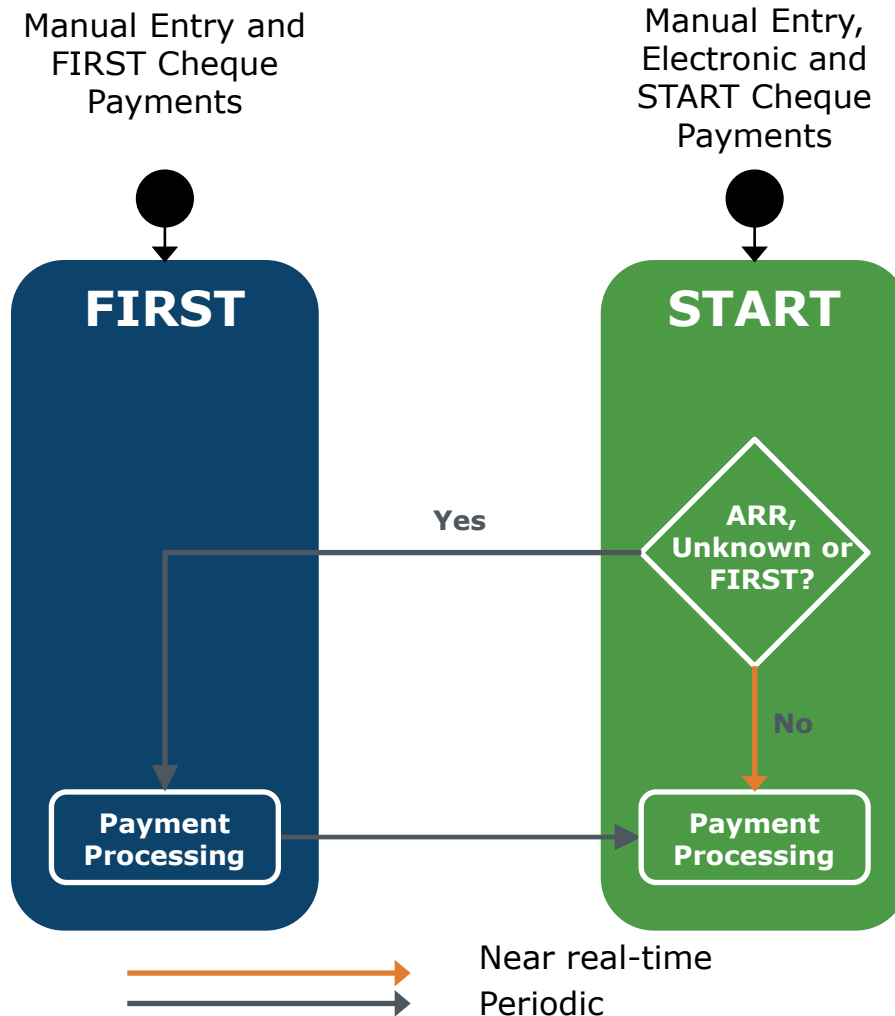 Manual Entry and
FIRST Cheque
Payments
Manual Entry,
Electronic and
START Cheque
Payments
FIRST
START
ARR,
Unknown or
FIRST?
Yes
No
Payment
Processing
Payment
Processing
Near real-time
Periodic